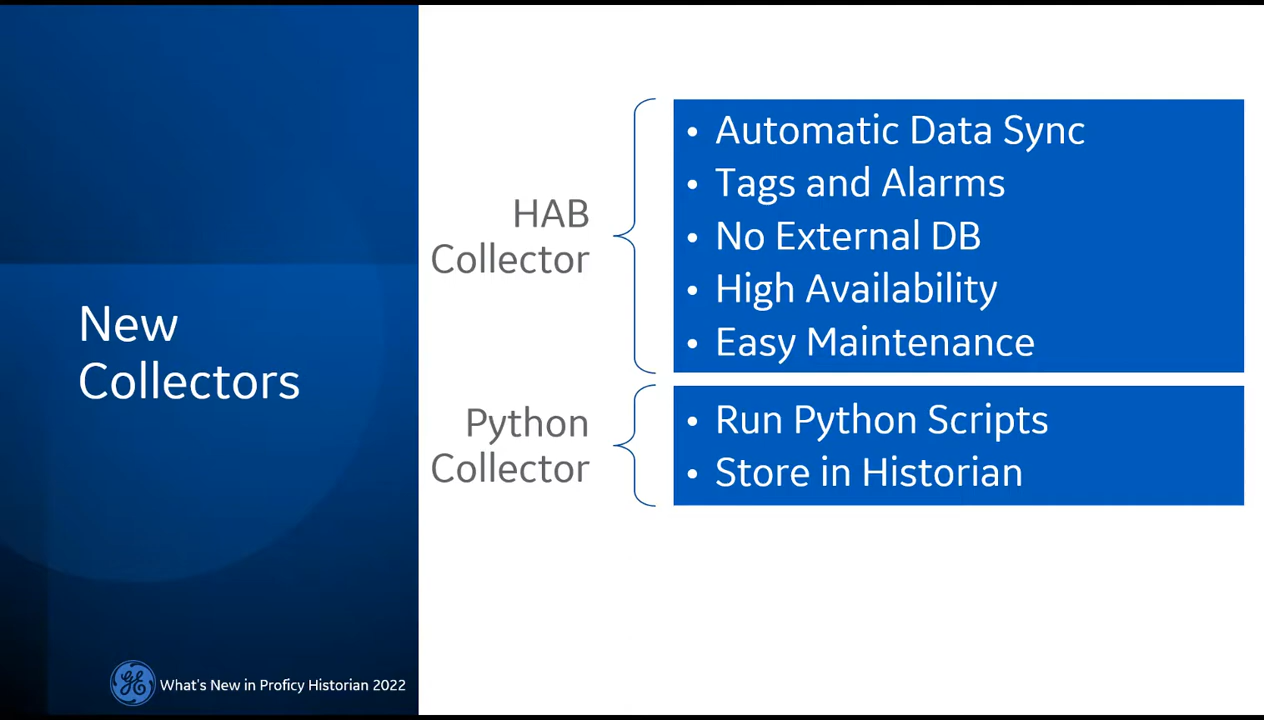 New
Collectors
HAB
Collector
• Automatic Data Sync
• Tags and Alarms
• No External DB
• High Availability
• Easy Maintenance
Python
Collector
• Run Python Scripts
• Store in Historian
GE What's New in Proficy Historian 2022